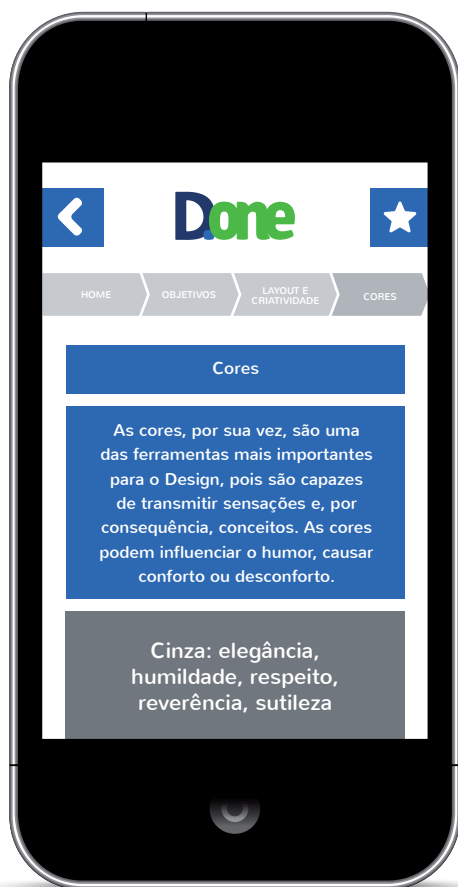 D.one
HOME
OBJETIVOS
LAYOUT E
CRIATIVIDADE
CORES
Cores
As cores, por sua vez, são uma
das ferramentas mais importantes
para o Design, pois são capazes
de transmitir sensações e, por
consequência, conceitos. As cores
podem influenciar o humor, causar
conforto ou desconforto.
Cinza: elegância,
humildade, respeito,
reverência, sutileza